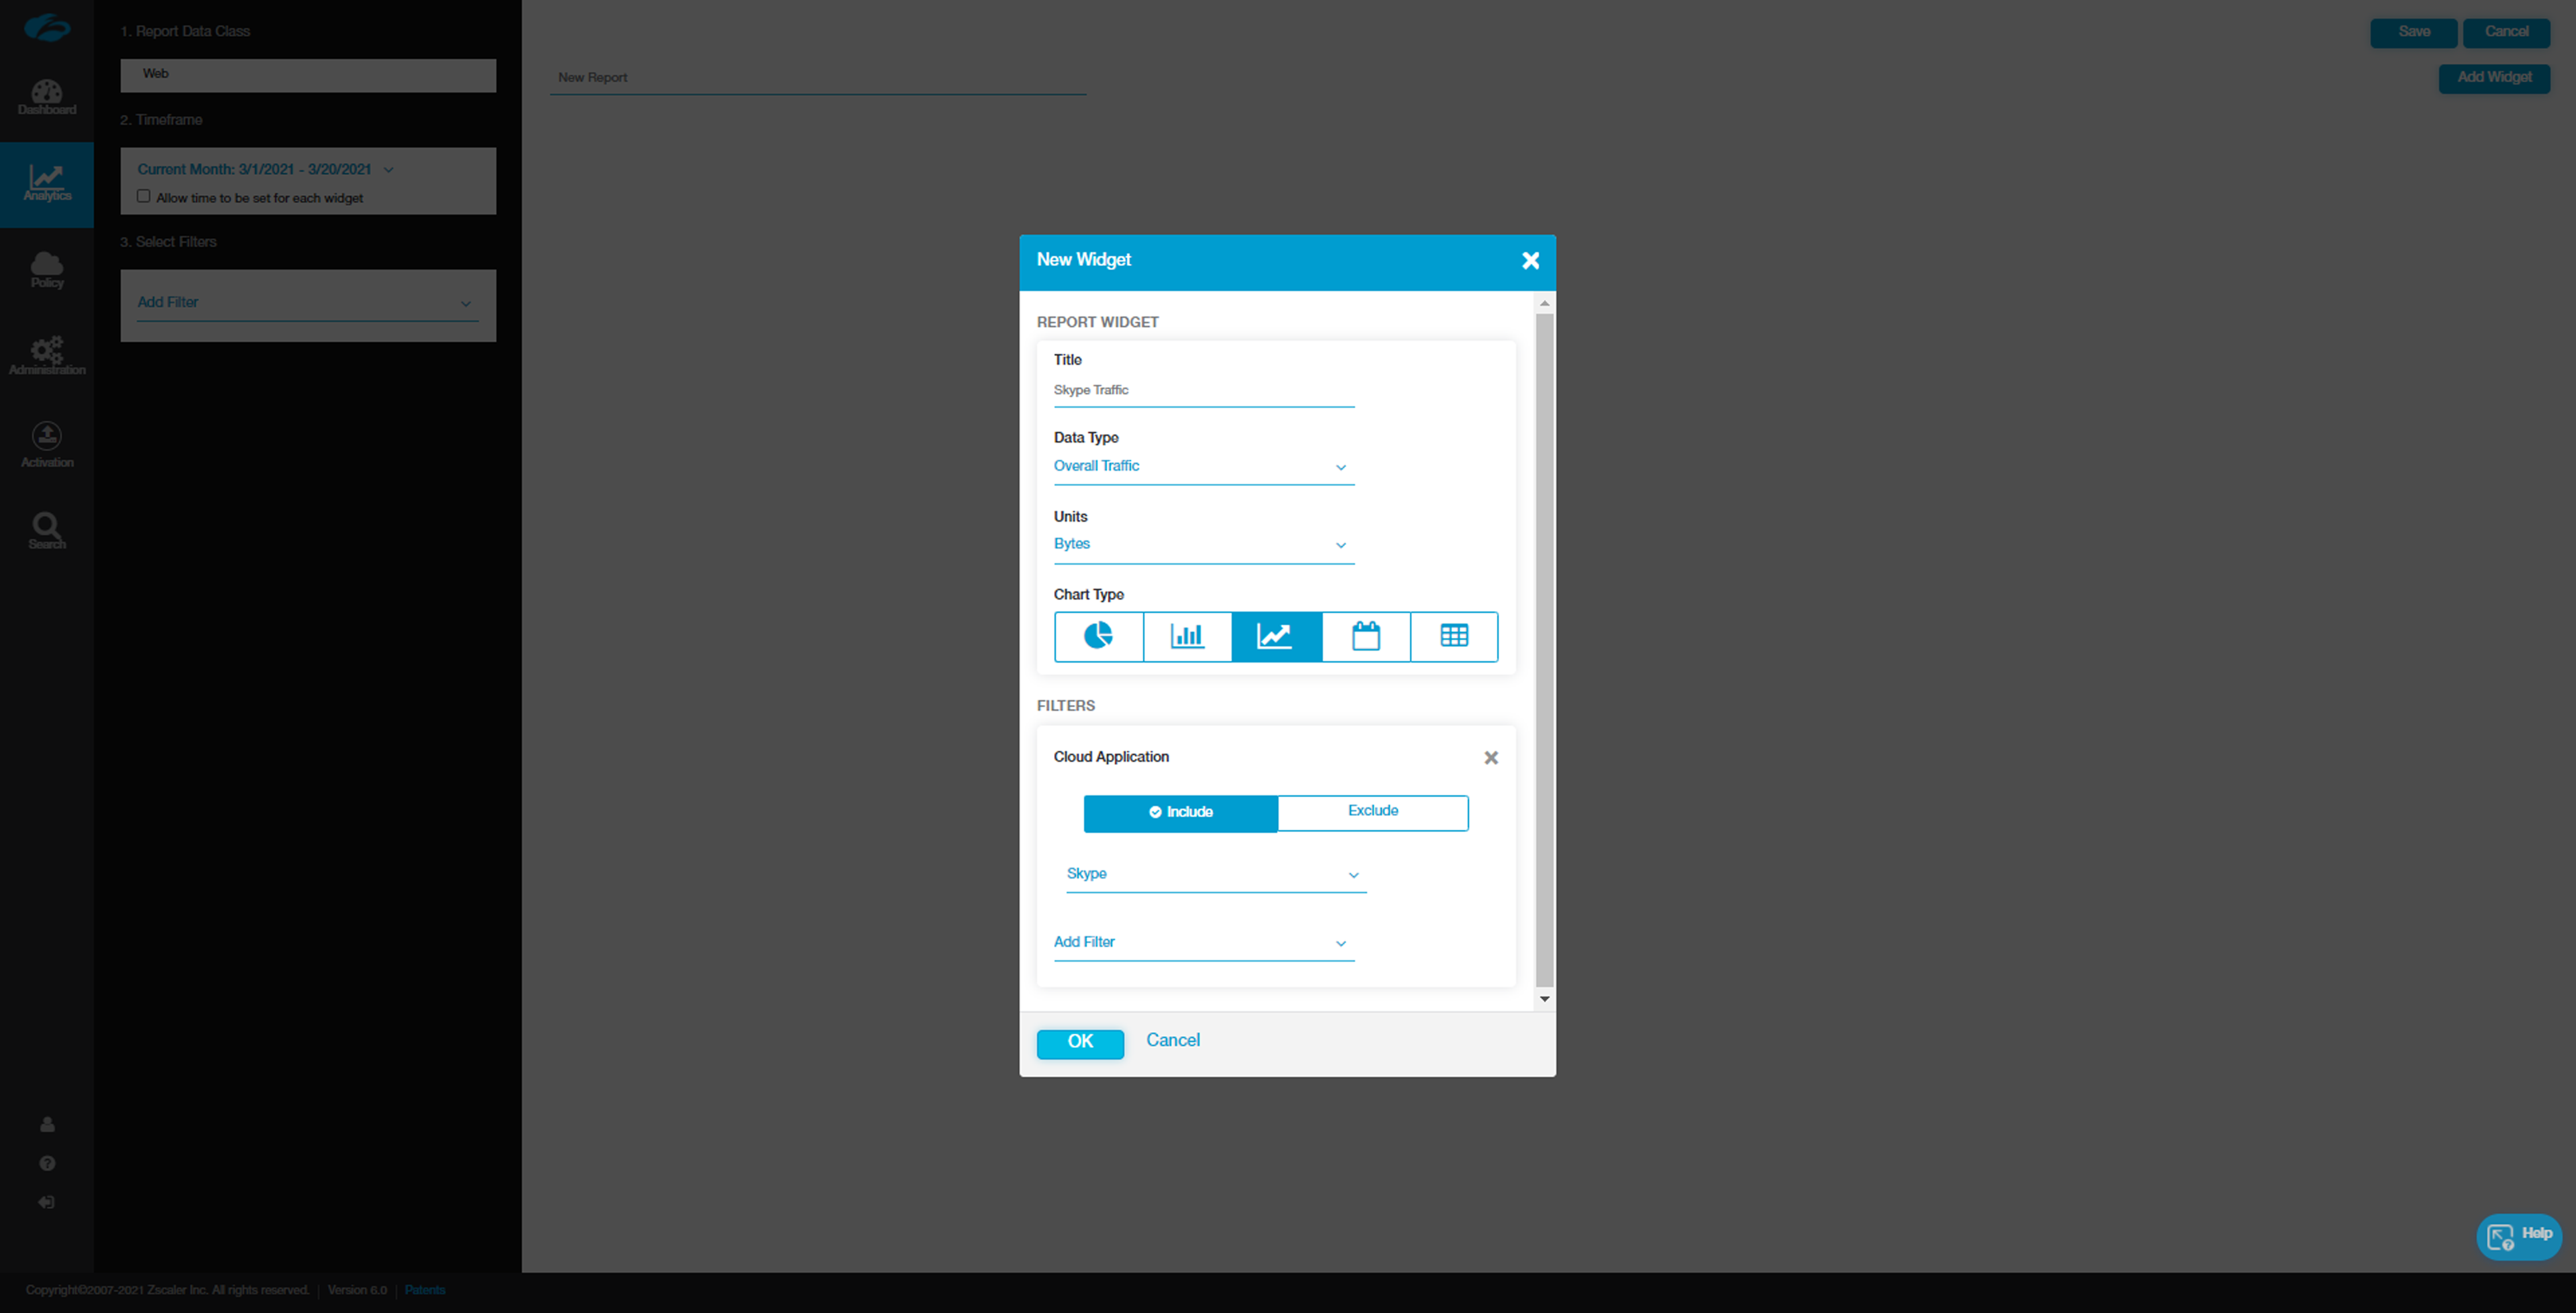 1. Report Data Class
Web
2. Timeframe
Current Month: 3/1/2021 - 3/20/2021
Allow time to be set for each widget
3. Select Filters
Add Filter
Dashboard
Analytics
Policy
Administration
Activation
Search
New Report
Save
Cancel
Add Widget
New Widget
REPORT WIDGET
Title
Skype Traffic
Data Type
Overall Traffic
Units
Bytes
Chart Type
FILTERS
Cloud Application
Include
Exclude
Skype
Add Filter
OK
Cancel
Help
Copyright©2007-2021 Zscaler Inc. All rights reserved. | Version 6.0 | Patents